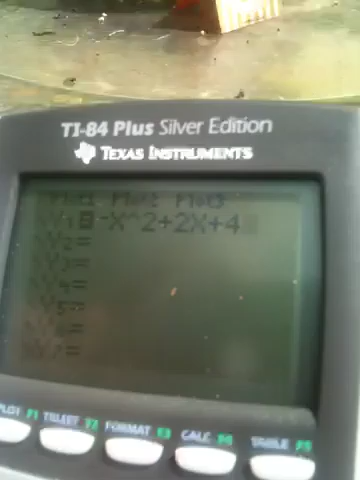 TI-84 Plus Silver Edition
TEXAS INSTRUMENTS
Plot1 Plot2 Plot3
\Y1=-X^2+2X+4
\Y2=
\Y3=
\Y4=
\Y5=
\Y6=
\Y7=
PLOT F1 TBLSET F2 FORMAT F3 CALC F4 TABLE F5